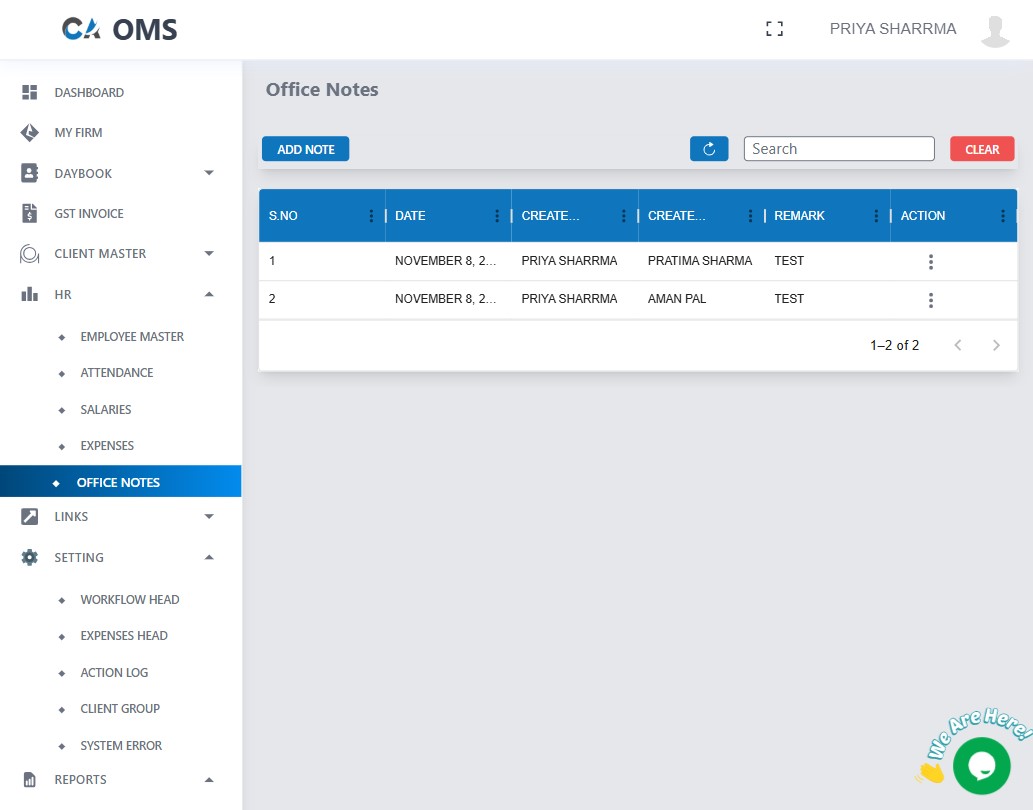 CA OMS
PRIYA SHARRMA
DASHBOARD
MY FIRM
DAYBOOK
GST INVOICE
CLIENT MASTER
HR
EMPLOYEE MASTER
ATTENDANCE
SALARIES
EXPENSES
OFFICE NOTES
LINKS
SETTING
WORKFLOW HEAD
EXPENSES HEAD
ACTION LOG
CLIENT GROUP
SYSTEM ERROR
REPORTS
Office Notes
ADD NOTE
Search
CLEAR
S.NO DATE CREATE... CREATE... REMARK ACTION
1 NOVEMBER 8, 2... PRIYA SHARRMA PRATIMA SHARMA TEST
2 NOVEMBER 8, 2... PRIYA SHARRMA AMAN PAL TEST
1–2 of 2
We Are Here!